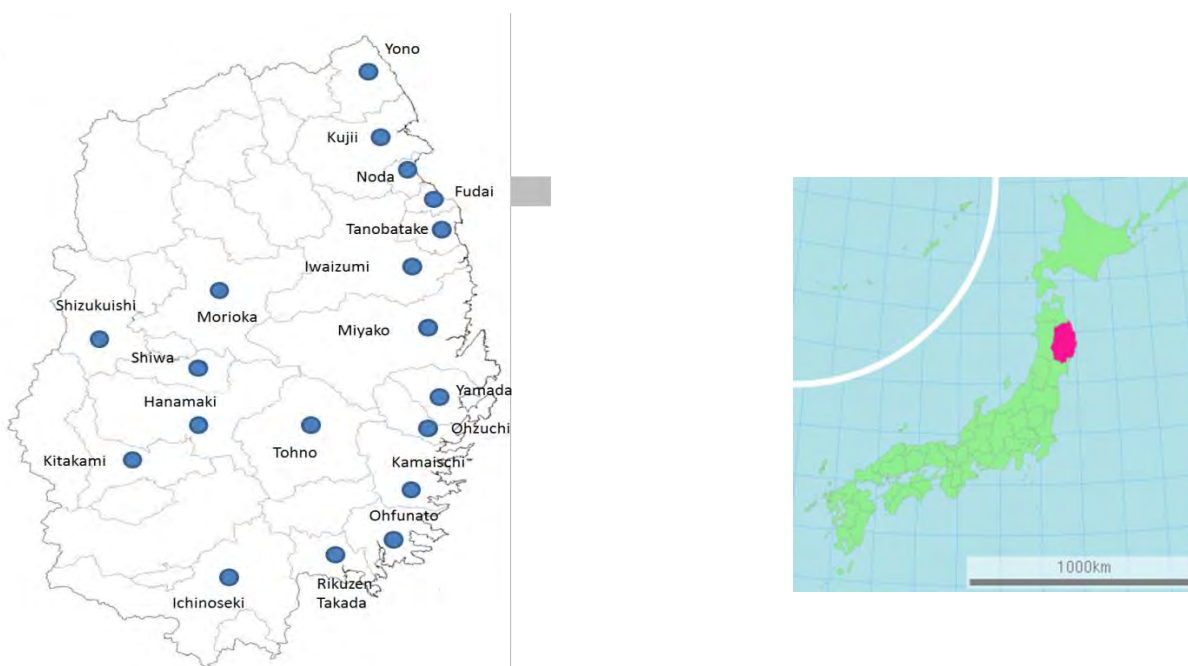 Yono
Kujii
Noda
Fudai
Tanobatake
Iwaizumi
Shizukuishi
Morioka
Miyako
Shiwa
Yamada
Hanamaki
Ohzuchi
Tohno
Kitakami
Kamaischi
Ohfunato
Rikuzen
Takada
Ichinoseki
1000km